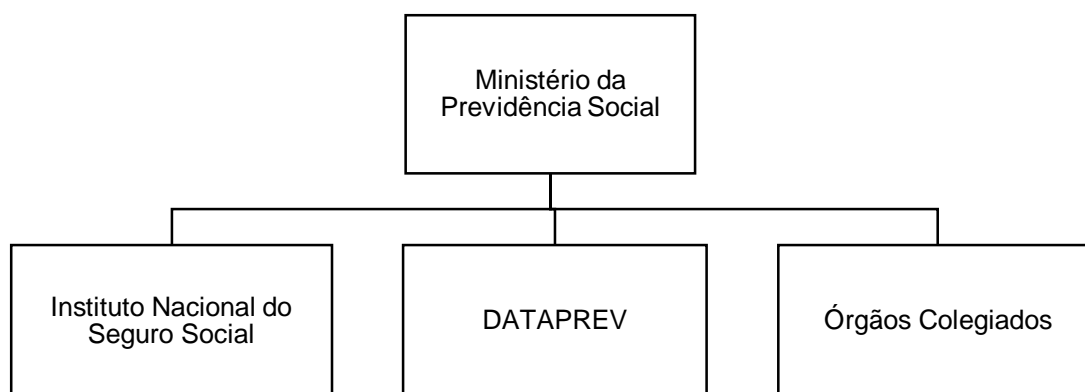 Ministério da
Previdência Social
Instituto Nacional do
Seguro Social
DATAPREV
Órgãos Colegiados